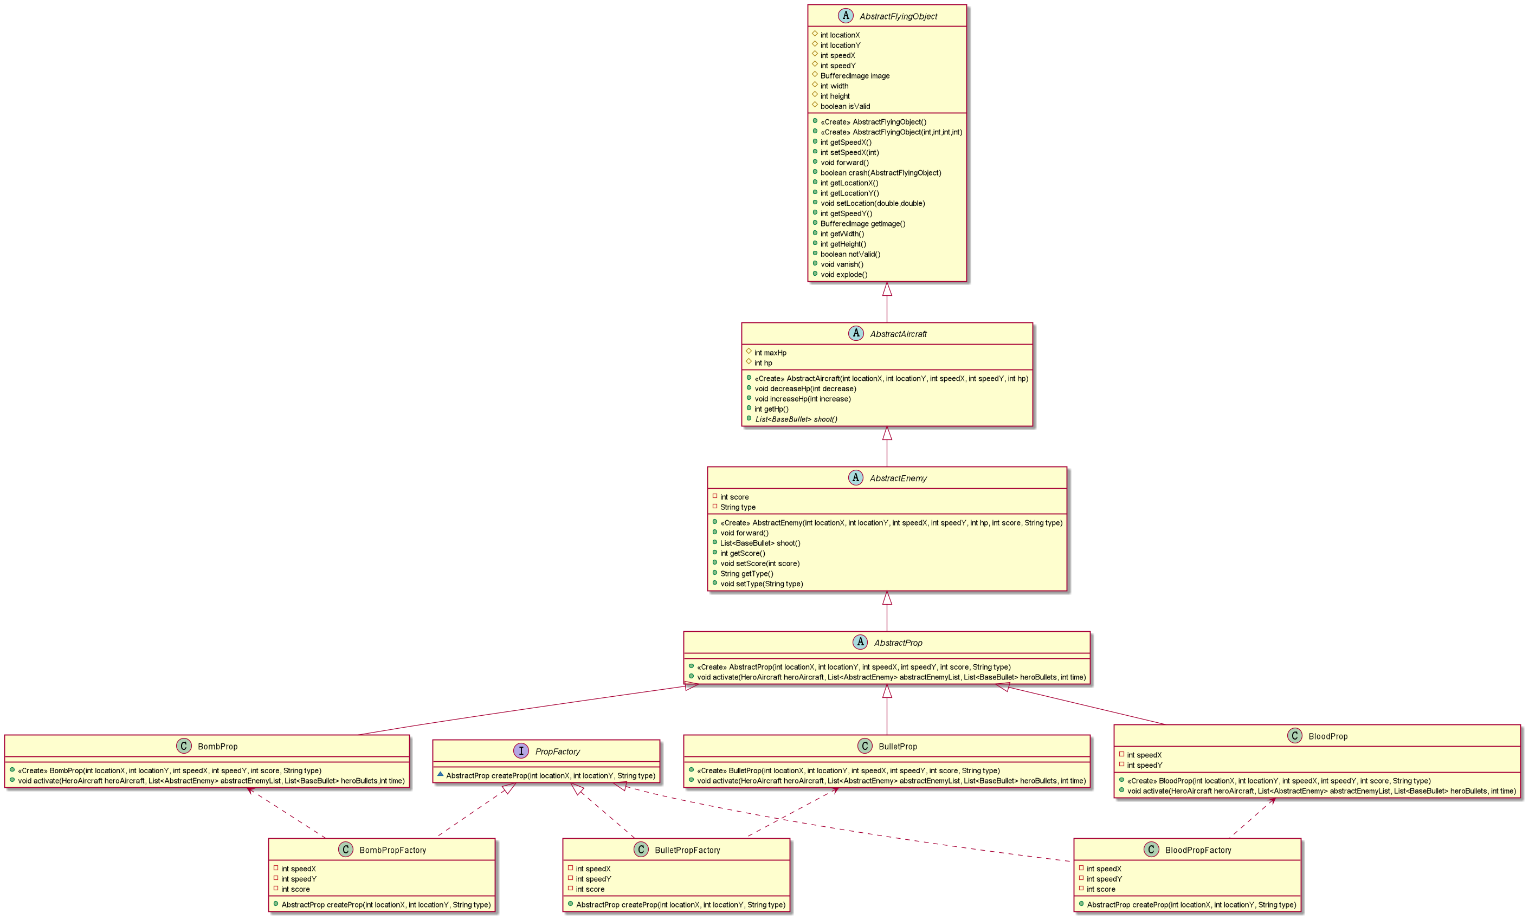 A AbstractFlyingObject
int locationX
int locationY
int speedX
int speedY
BufferedImage image
int width
int height
boolean isValid
«Create» AbstractFlyingObject()
«Create» AbstractFlyingObject(int,int,int,int)
int getSpeedX()
int setSpeedX(int)
void forward()
boolean crash(AbstractFlyingObject)
int getLocationX()
int getLocationY()
void setLocation(double,double)
int getSpeedY()
BufferedImage getImage()
int getWidth()
int getHeight()
boolean notValid()
void vanish()
void explode()
A AbstractAircraft
int maxHp
int hp
«Create» AbstractAircraft(int locationX, int locationY, int speedX, int speedY, int hp)
void decreaseHp(int decrease)
void increaseHp(int increase)
int getHp()
List<BaseBullet> shoot()
A AbstractEnemy
int score
String type
«Create» AbstractEnemy(int locationX, int locationY, int speedX, int speedY, int hp, int score, String type)
void forward()
List<BaseBullet> shoot()
int getScore()
void setScore(int score)
String getType()
void setType(String type)
A AbstractProp
«Create» AbstractProp(int locationX, int locationY, int speedX, int speedY, int score, String type)
void activate(HeroAircraft heroAircraft, List<AbstractEnemy> abstractEnemyList, List<BaseBullet> heroBullets, int time)
C BombProp
«Create» BombProp(int locationX, int locationY, int speedX, int speedY, int score, String type)
void activate(HeroAircraft heroAircraft, List<AbstractEnemy> abstractEnemyList, List<BaseBullet> heroBullets,int time)
I PropFactory
AbstractProp createProp(int locationX, int locationY, String type)
C BulletProp
«Create» BulletProp(int locationX, int locationY, int speedX, int speedY, int score, String type)
void activate(HeroAircraft heroAircraft, List<AbstractEnemy> abstractEnemyList, List<BaseBullet> heroBullets, int time)
C BloodProp
int speedX
int speedY
«Create» BloodProp(int locationX, int locationY, int speedX, int speedY, int score, String type)
void activate(HeroAircraft heroAircraft, List<AbstractEnemy> abstractEnemyList, List<BaseBullet> heroBullets, int time)
C BombPropFactory
int speedX
int speedY
int score
AbstractProp createProp(int locationX, int locationY, String type)
C BulletPropFactory
int speedX
int speedY
int score
AbstractProp createProp(int locationX, int locationY, String type)
C BloodPropFactory
int speedX
int speedY
int score
AbstractProp createProp(int locationX, int locationY, String type)